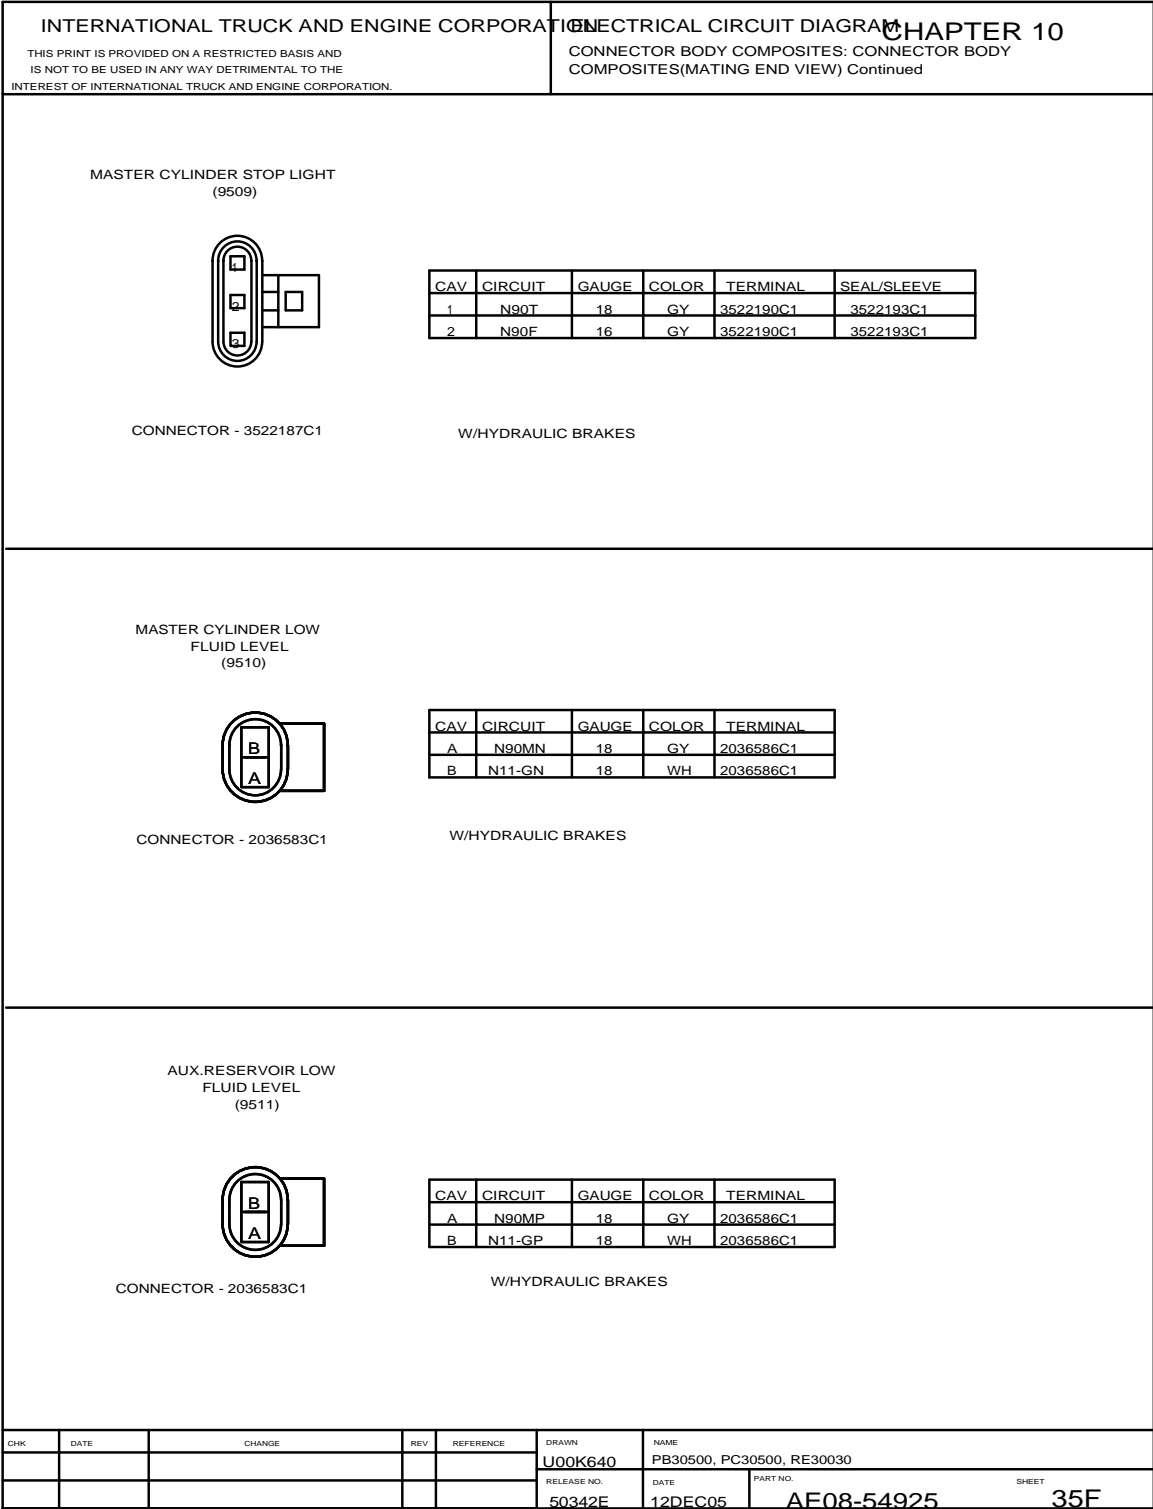 INTERNATIONAL TRUCK AND ENGINE CORPORATION
THIS PRINT IS PROVIDED ON A RESTRICTED BASIS AND
IS NOT TO BE USED IN ANY WAY DETRIMENTAL TO THE
INTEREST OF INTERNATIONAL TRUCK AND ENGINE CORPORATION.
ELECTRICAL CIRCUIT DIAGRAM
CHAPTER 10
CONNECTOR BODY COMPOSITES: CONNECTOR BODY
COMPOSITES(MATING END VIEW) Continued
MASTER CYLINDER STOP LIGHT
(9509)
1
2
3
CAV CIRCUIT GAUGE COLOR TERMINAL SEAL/SLEEVE
1 N90T 18 GY 3522190C1 3522193C1
2 N90F 16 GY 3522190C1 3522193C1
CONNECTOR - 3522187C1
W/HYDRAULIC BRAKES
MASTER CYLINDER LOW
FLUID LEVEL
(9510)
B
A
CAV CIRCUIT GAUGE COLOR TERMINAL
A N90MN 18 GY 2036586C1
B N11-GN 18 WH 2036586C1
CONNECTOR - 2036583C1
W/HYDRAULIC BRAKES
AUX.RESERVOIR LOW
FLUID LEVEL
(9511)
B
A
CAV CIRCUIT GAUGE COLOR TERMINAL
A N90MP 18 GY 2036586C1
B N11-GP 18 WH 2036586C1
CONNECTOR - 2036583C1
W/HYDRAULIC BRAKES
CHK DATE CHANGE REV REFERENCE
DRAWN
U00K640
NAME
PB30500, PC30500, RE30030
RELEASE NO.
50342E
DATE
12DEC05
PART NO.
AE08-54925
SHEET
35F